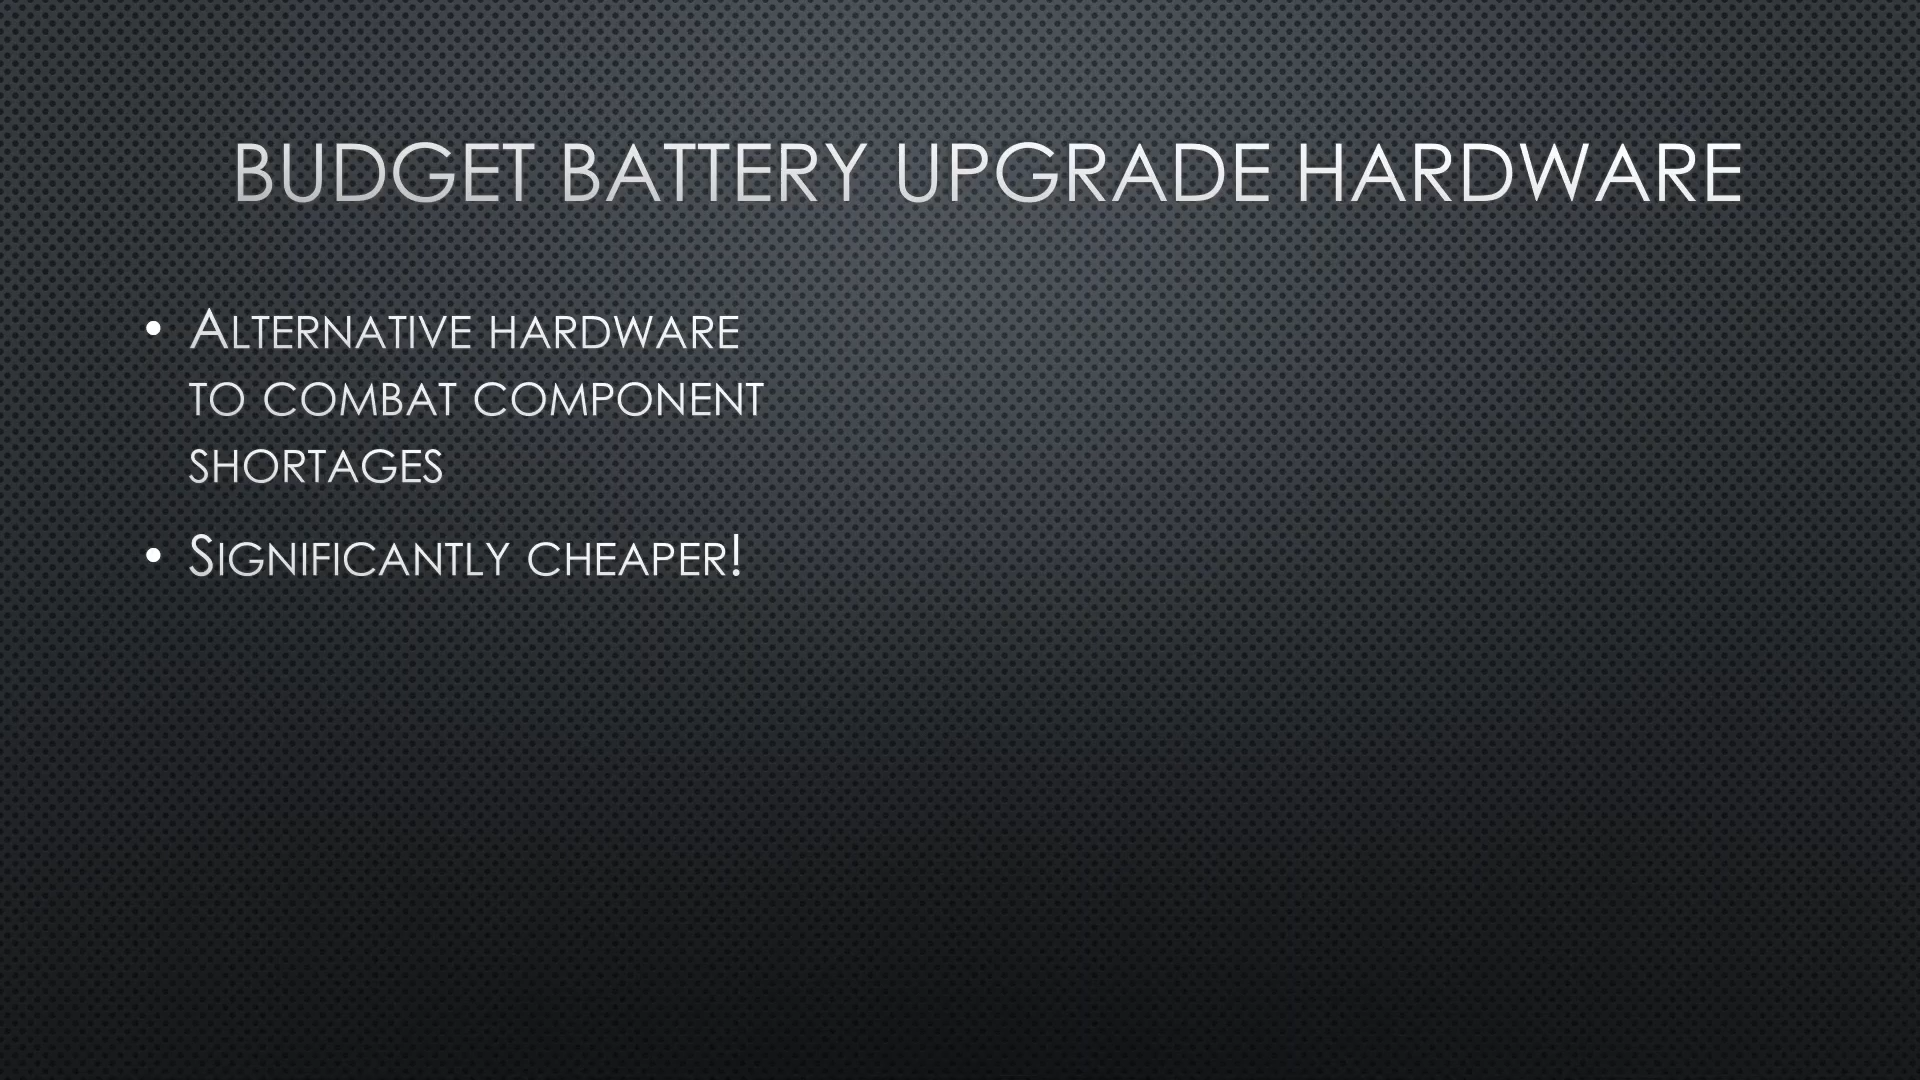 BUDGET BATTERY UPGRADE HARDWARE
• Alternative hardware
to combat component
shortages
• Significantly cheaper!